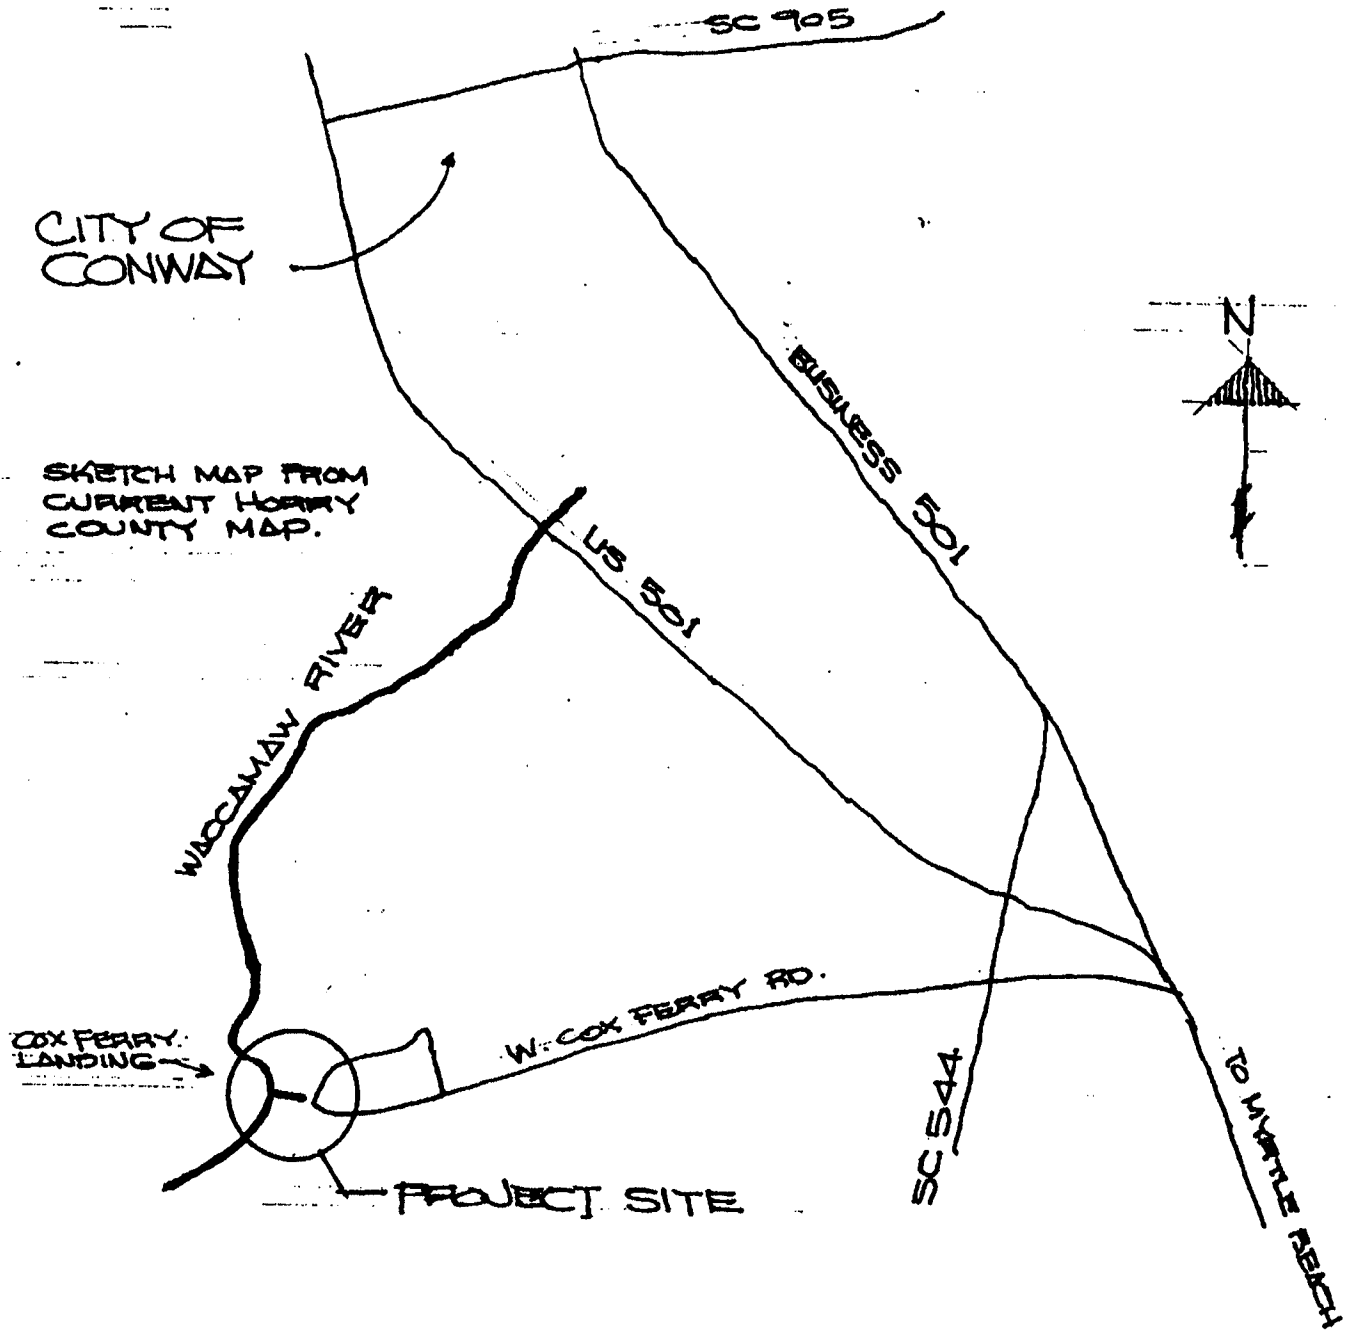 SC 905
CITY OF
CONWAY
N
BUSINESS 501
SKETCH MAP FROM
CURRENT HORRY
COUNTY MAP.
US 501
WACCAMAW RIVER
W. COX FERRY RD.
COX FERRY
LANDING
SC 544
TO MYRTLE BEACH
PROJECT SITE